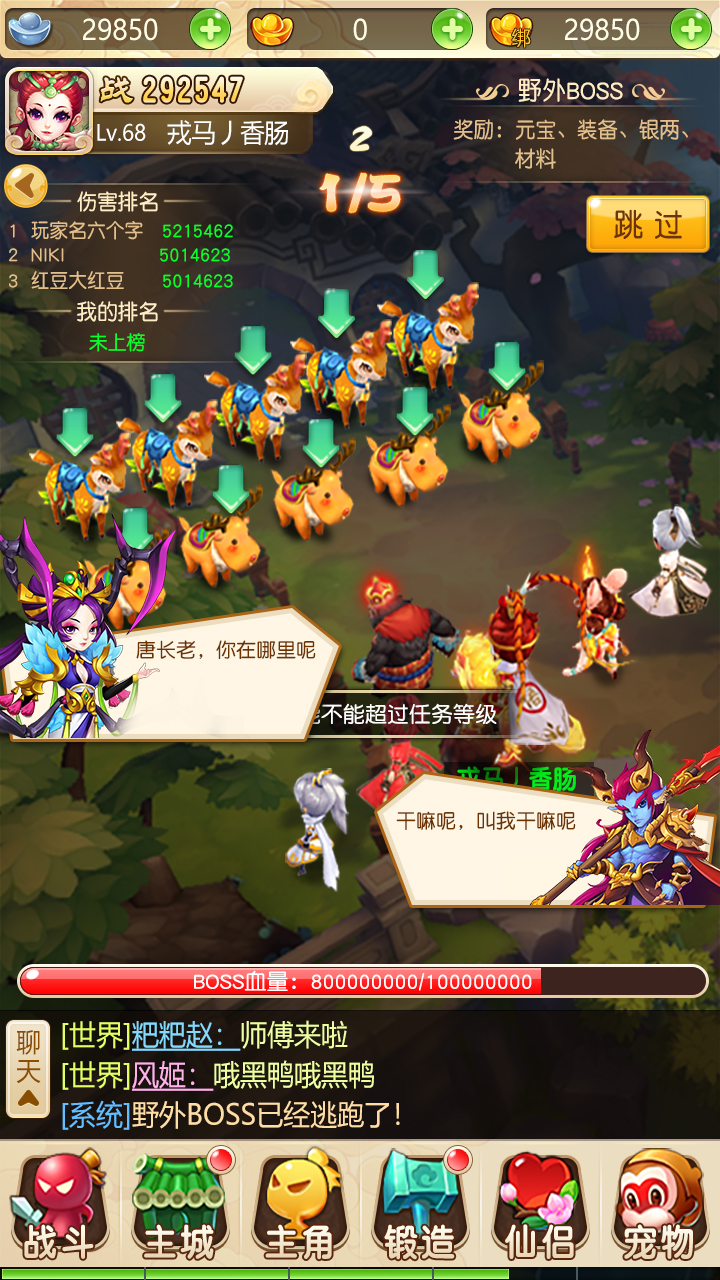 29850
0
绑
29850
战 292547
Lv.68 戎马丿香肠
野外BOSS
奖励：元宝、装备、银两、
材料
2
1/5
伤害排名
跳过
1 玩家名六个字 5215462
2 NIKI 5014623
3 红豆大红豆 5014623
我的排名
未上榜
唐长老，你在哪里呢
不能超过任务等级
戎马丿香肠
干嘛呢，叫我干嘛呢
BOSS血量：800000000/100000000
聊天
[世界]粑粑赵：师傅来啦
[世界]风姬：哦黑鸭哦黑鸭
[系统]野外BOSS已经逃跑了！
战斗
主城
主角
锻造
仙侣
宠物